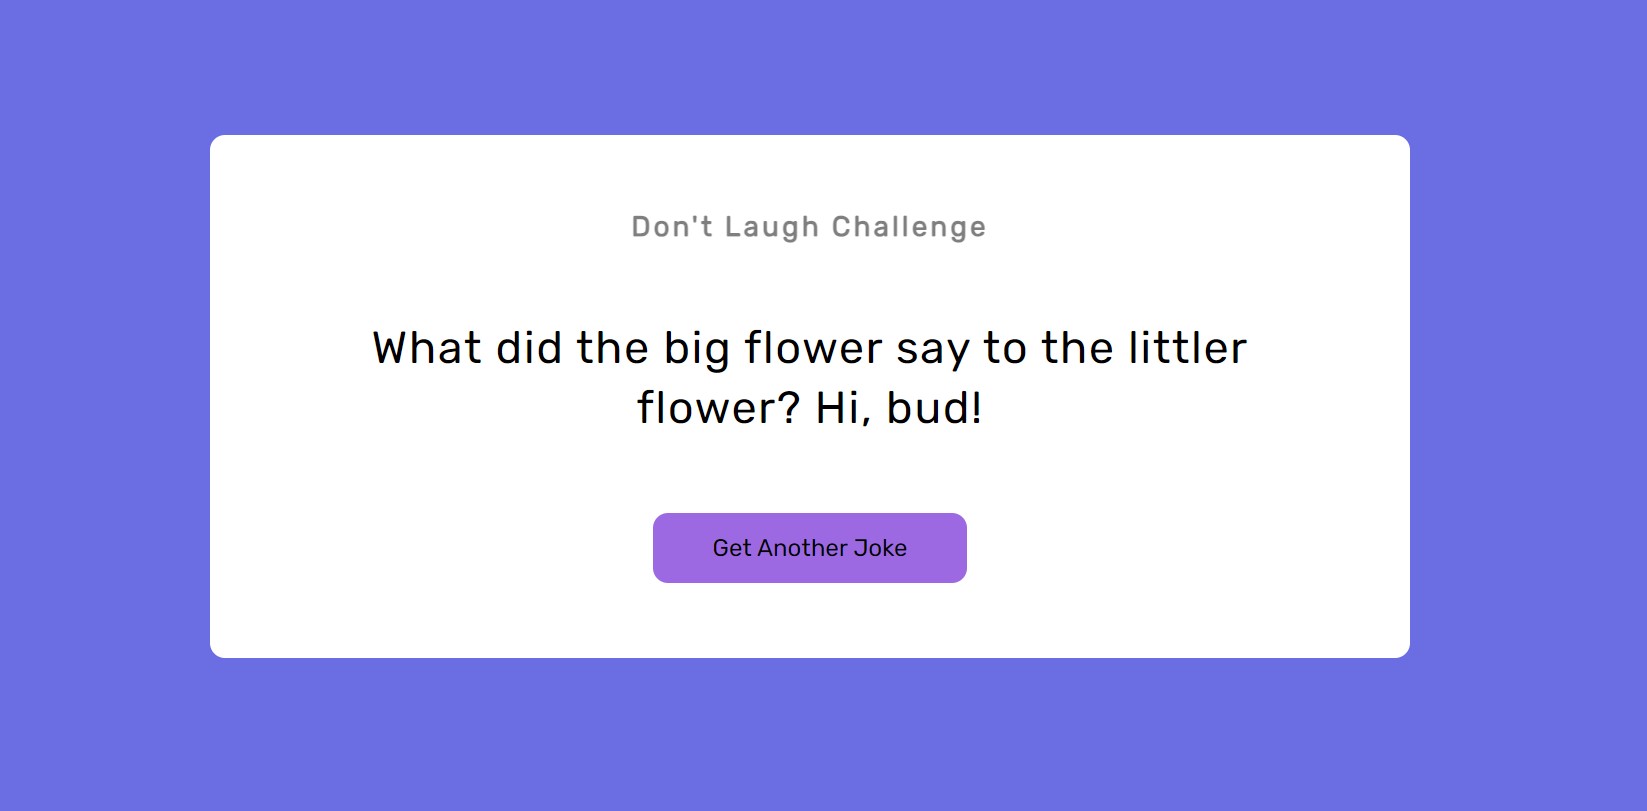 Don't Laugh Challenge
What did the big flower say to the littler
flower? Hi, bud!
Get Another Joke